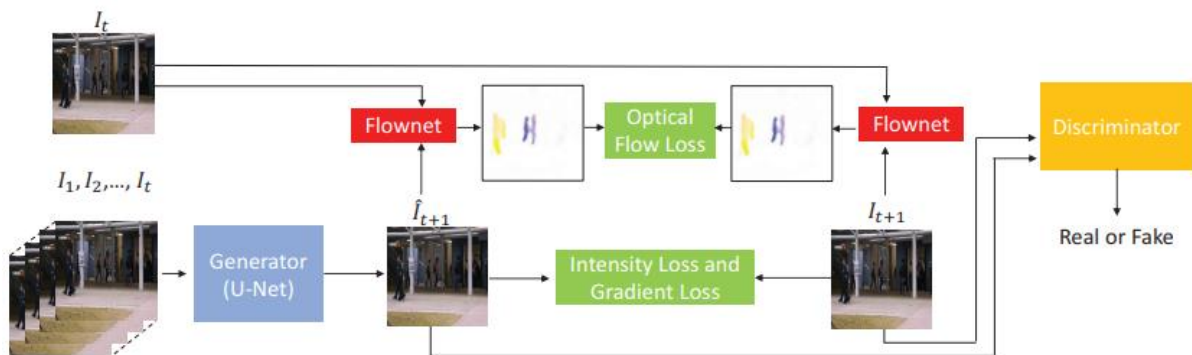 I_t
Flownet
Optical
Flow Loss
Flownet
Discriminator
I_1, I_2,..., I_t
Î_{t+1}
I_{t+1}
Real or Fake
Generator
(U-Net)
Intensity Loss and
Gradient Loss